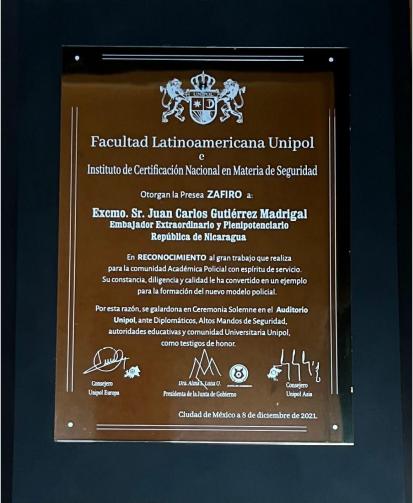 UNIPOL
Facultad Latinoamericana Unipol
e
Instituto de Certificación Nacional en Materia de Seguridad
Otorgan la Presea ZAFIRO a:
Excmo. Sr. Juan Carlos Gutiérrez Madrigal
Embajador Extraordinario y Plenipotenciario
República de Nicaragua
En RECONOCIMIENTO al gran trabajo que realiza
para la comunidad Académica Policial con espíritu de servicio.
Su constancia, diligencia y calidad le ha convertido en un ejemplo
para la formación del nuevo modelo policial.
Por esta razón, se galardona en Ceremonia Solemne en el Auditorio
Unipol, ante Diplomáticos, Altos Mandos de Seguridad,
autoridades educativas y comunidad Universitaria Unipol,
como testigos de honor.
Consejero
Unipol Europa
Dra. Alma L. Luna G.
Presidenta de la Junta de Gobierno
Consejero
Unipol Asia
Ciudad de México a 8 de diciembre de 2021.